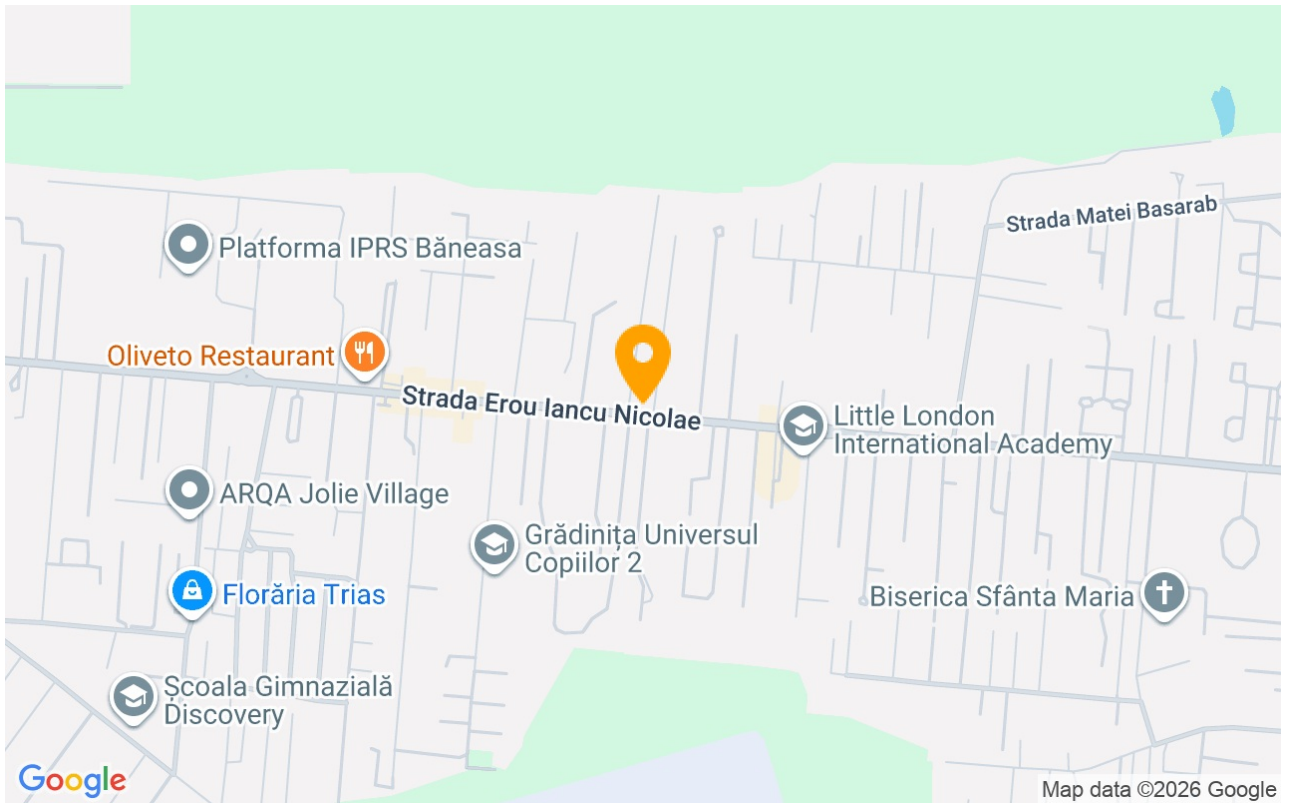 Strada Matei Basarab
Platforma IPRS Băneasa
Oliveto Restaurant
Strada Erou Iancu Nicolae
Little London
International Academy
ARQA Jolie Village
Grădinița Universul
Copiilor 2
Florăria Trias
Biserica Sfânta Maria
Școala Gimnazială
Discovery
Google
Map data ©2026 Google